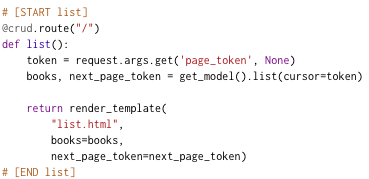 # [START list]
@crud.route("/")
def list():
    token = request.args.get('page_token', None)
    books, next_page_token = get_model().list(cursor=token)

    return render_template(
        "list.html",
        books=books,
        next_page_token=next_page_token)
# [END list]